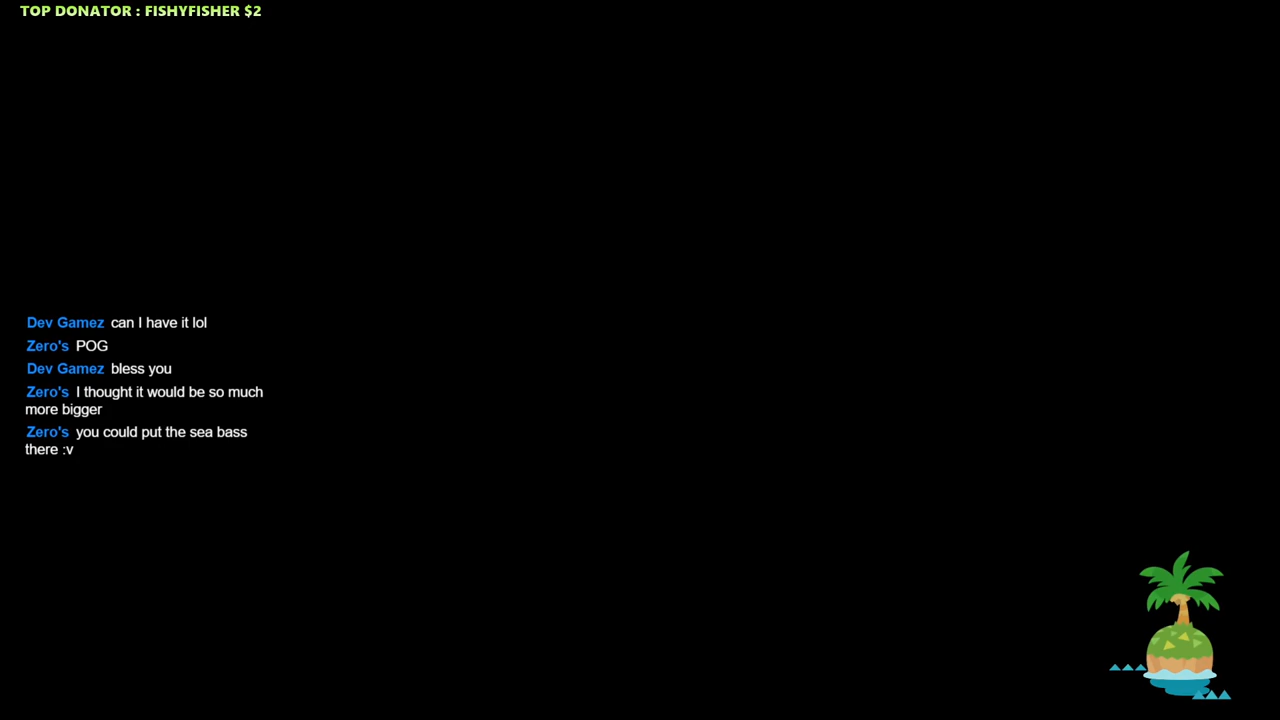 TOP DONATOR : FISHYFISHER $2
Dev Gamez can I have it lol
Zero's POG
Dev Gamez bless you
Zero's I thought it would be so much
more bigger
Zero's you could put the sea bass
there :v